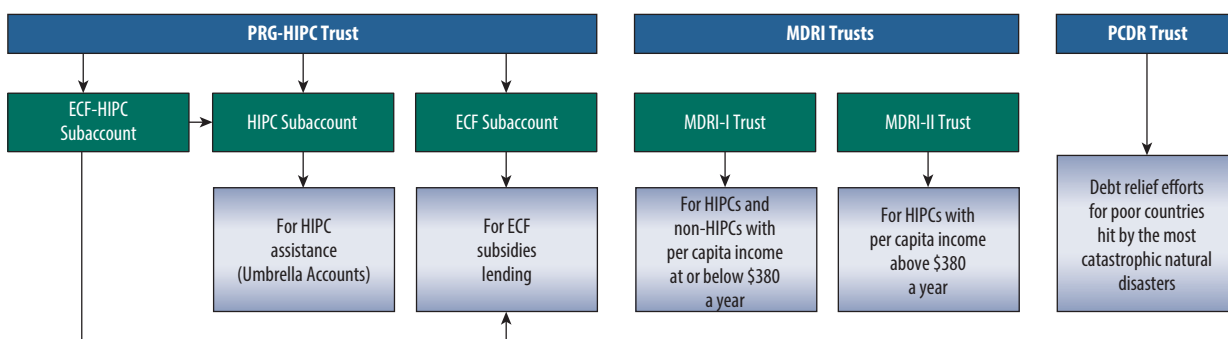 PRG-HIPC Trust
MDRI Trusts
PCDR Trust
ECF-HIPC
Subaccount
HIPC Subaccount
ECF Subaccount
MDRI-I Trust
MDRI-II Trust
For HIPC
assistance
(Umbrella Accounts)
For ECF
subsidies
lending
For HIPCs and
non-HIPCs with
per capita income
at or below $380
a year
For HIPCs with
per capita income
above $380
a year
Debt relief efforts
for poor countries
hit by the most
catastrophic natural
disasters